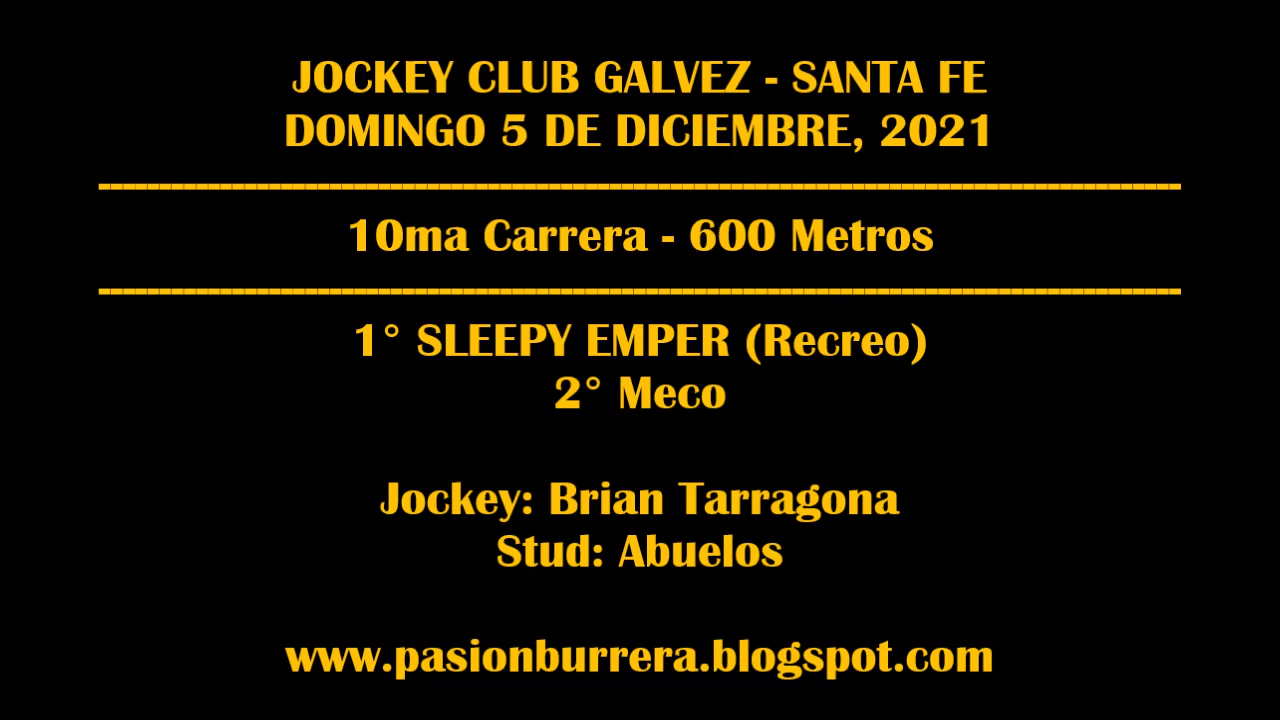 JOCKEY CLUB GALVEZ - SANTA FE
DOMINGO 5 DE DICIEMBRE, 2021
10ma Carrera - 600 Metros
1° SLEEPY EMPER (Recreo)
2° Meco
Jockey: Brian Tarragona
Stud: Abuelos
www.pasionburrera.blogspot.com